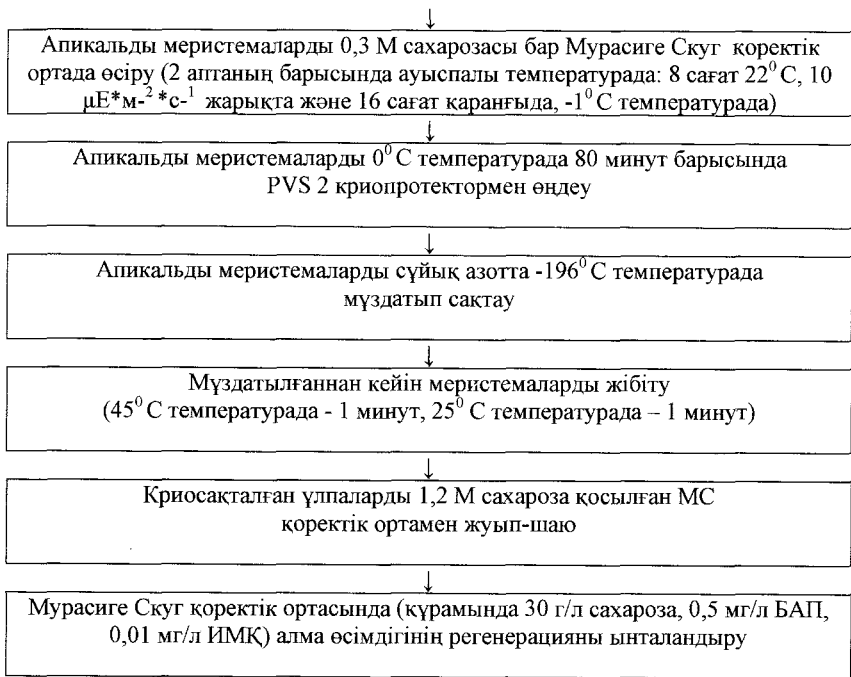 ↓
Апикальды меристемаларды 0,3 М сахарозасы бар Мурасиге Скуг қоректік
ортада өсіру (2 аптаның барысында ауыспалы температурада: 8 сағат 22⁰ С, 10
µЕ*м-² *с-¹ жарықта және 16 сағат қараңғыда, -1⁰ С температурада)
↓
Апикальды меристемаларды 0⁰ С температурада 80 минут барысында
PVS 2 криопротектормен өңдеу
↓
Апикальды меристемаларды сұйық азотта -196⁰ С температурада
мұздатып сақтау
↓
Мұздатылғаннан кейін меристемаларды жібіту
(45⁰ С температурада - 1 минут, 25⁰ С температурада – 1 минут)
↓
Криосақталған ұлпаларды 1,2 М сахароза қосылған МС
қоректік ортамен жуып-шаю
↓
Мурасиге Скуг қоректік ортасында (құрамында 30 г/л сахароза, 0,5 мг/л БАП,
0,01 мг/л ИМҚ) алма өсімдігінің регенерацияны ынталандыру